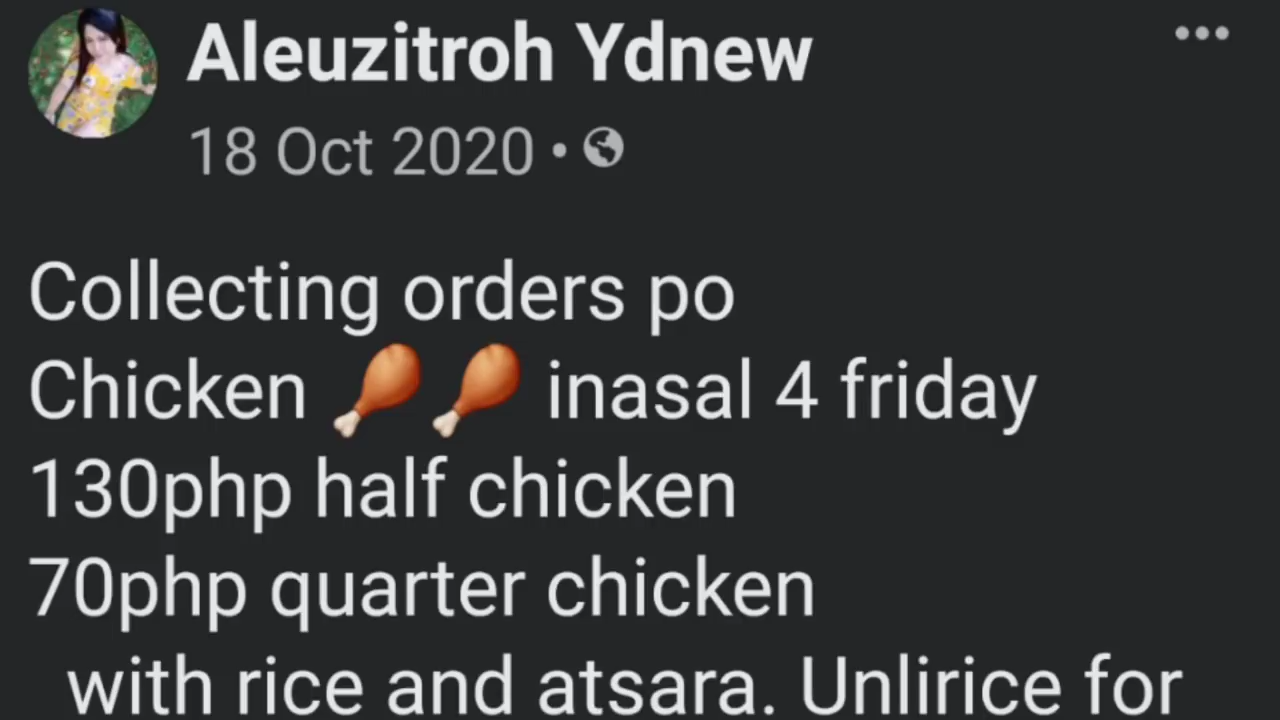 Aleuzitroh Ydnew
18 Oct 2020 •
Collecting orders po
Chicken 🍗🍗 inasal 4 friday
130php half chicken
70php quarter chicken
with rice and atsara. Unlirice for